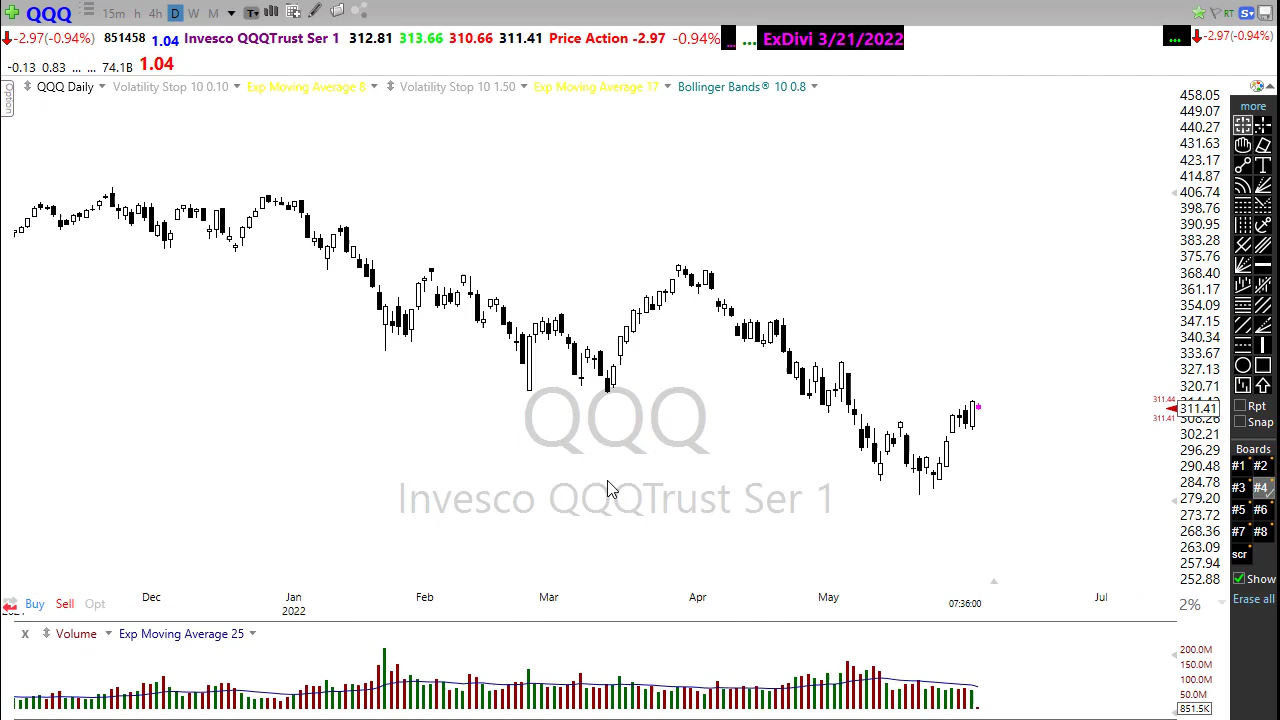 QQQ 15m h 4h D W M T RT S
-2.97(-0.94%) 851458 1.04 Invesco QQQTrust Ser 1 312.81 313.66 310.66 311.41 Price Action -2.97 -0.94% ... ... ExDivi 3/21/2022 ... -2.97(-0.94%)
-0.13 0.83 ... ... 74.1B 1.04
Option
QQQ Daily Volatility Stop 10 0.10 Exp Moving Average 8 Volatility Stop 10 1.50 Exp Moving Average 17 Bollinger Bands® 10 0.8
458.05
449.07
440.27
431.63
423.17
414.87
406.74
398.76
390.95
383.28
375.76
368.40
361.17
354.09
347.15
340.34
333.67
327.13
320.71
311.44
311.41
311.41
302.21
296.29
290.48
284.78
279.20
273.72
268.36
263.09
257.94
252.88
QQQ
Invesco QQQTrust Ser 1
more
T
Rpt
Snap
Boards
#1 #2
#3 #4
#5 #6
#7 #8
scr
Show
Erase all
Buy Sell Opt
Dec Jan Feb Mar Apr May Jul
2022 07:36:00 2%
X Volume Exp Moving Average 25
200.0M
150.0M
100.0M
50.0M
851.5K